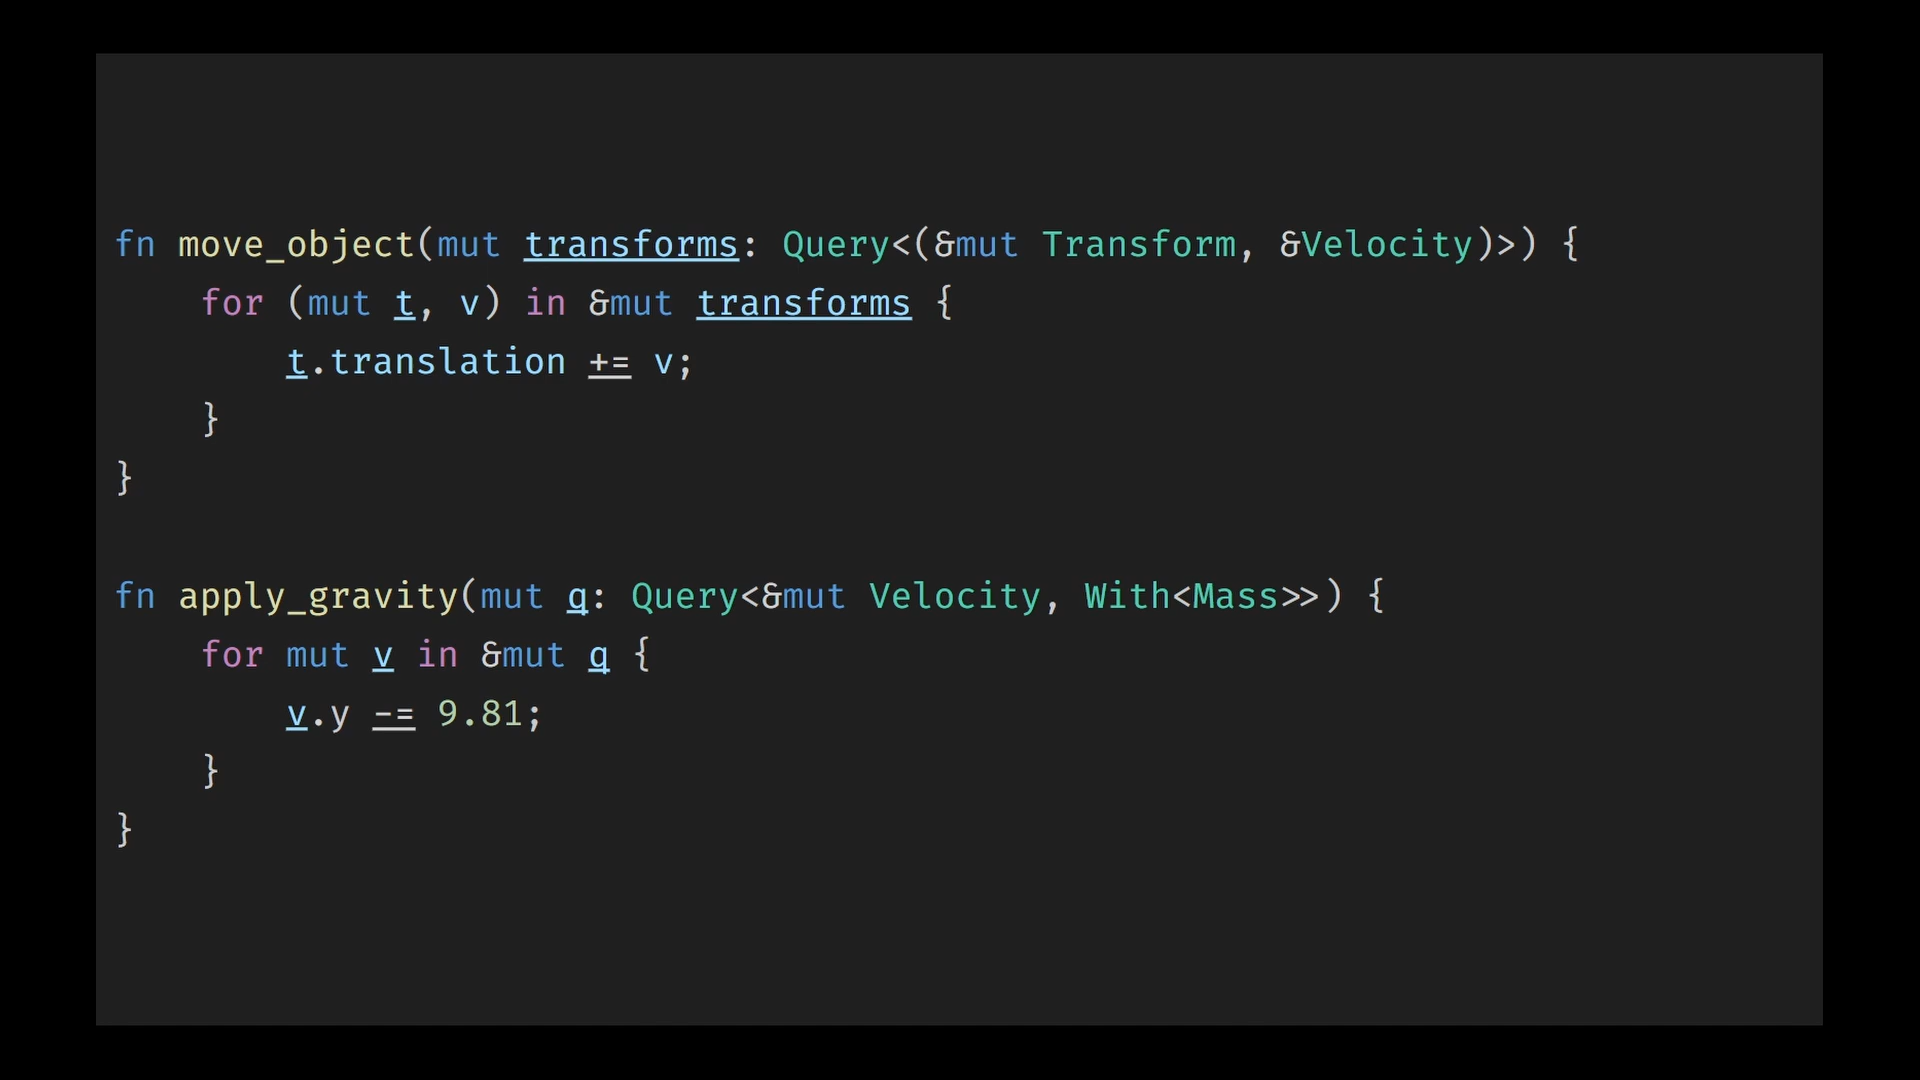 fn move_object(mut transforms: Query<(&mut Transform, &Velocity)>) {
    for (mut t, v) in &mut transforms {
        t.translation += v;
    }
}
fn apply_gravity(mut q: Query<&mut Velocity, With<Mass>>) {
    for mut v in &mut q {
        v.y -= 9.81;
    }
}